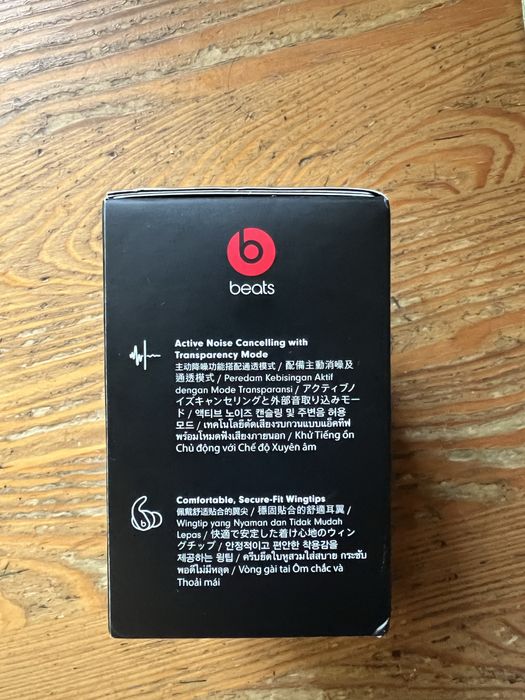 b
beats
Active Noise Cancelling with
Transparency Mode
主动降噪功能搭配通透模式 / 配備主動消噪及
通透模式 / Peredam Kebisingan Aktif
dengan Mode Transparansi / アクティブノ
イズキャンセリングと外部音取り込みモー
ド / 액티브 노이즈 캔슬링 및 주변음 허용
모드 / เทคโนโลยีตัดเสียงรบกวนแบบแอ็คทีฟ
พร้อมโหมดฟังเสียงภายนอก / Khử Tiếng ồn
Chủ động với Chế độ Xuyên âm
Comfortable, Secure-Fit Wingtips
佩戴舒适贴合的翼尖 / 穩固貼合的舒適耳翼 /
Wingtip yang Nyaman dan Tidak Mudah
Lepas / 快適で安定した着け心地のウィン
グチップ / 안정적이고 편안한 착용감을
제공하는 윙팁 / ครีบยึดใบหูสวมใส่สบาย กระชับ
พอดีไม่มีหลุด / Vòng gài tai Ôm chắc và
Thoải mái